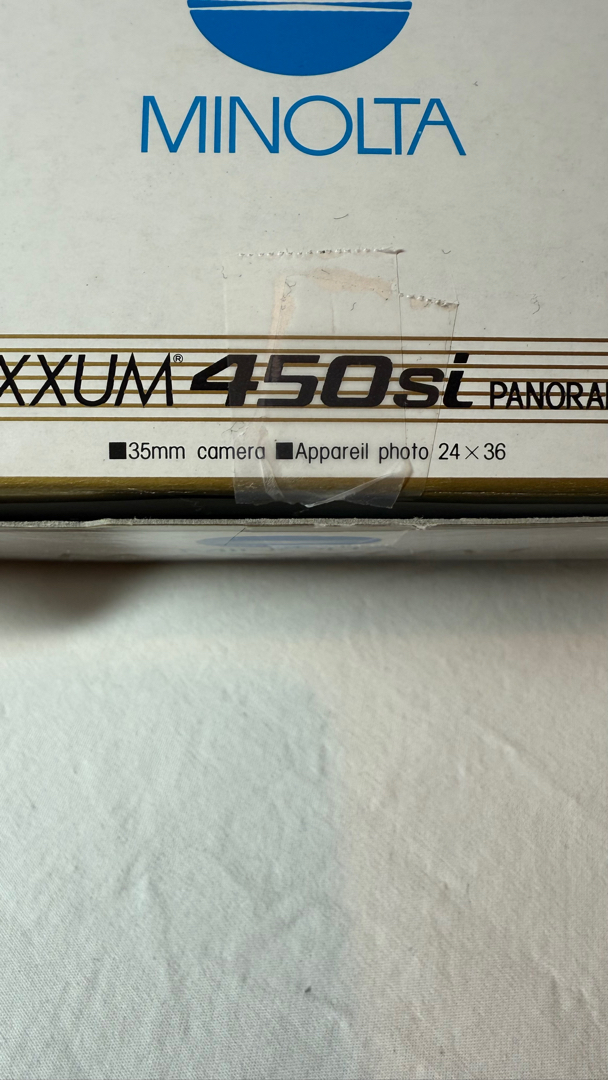 MINOLTA
XXUM® 450si PANORA
■35mm camera ■Appareil photo 24×36